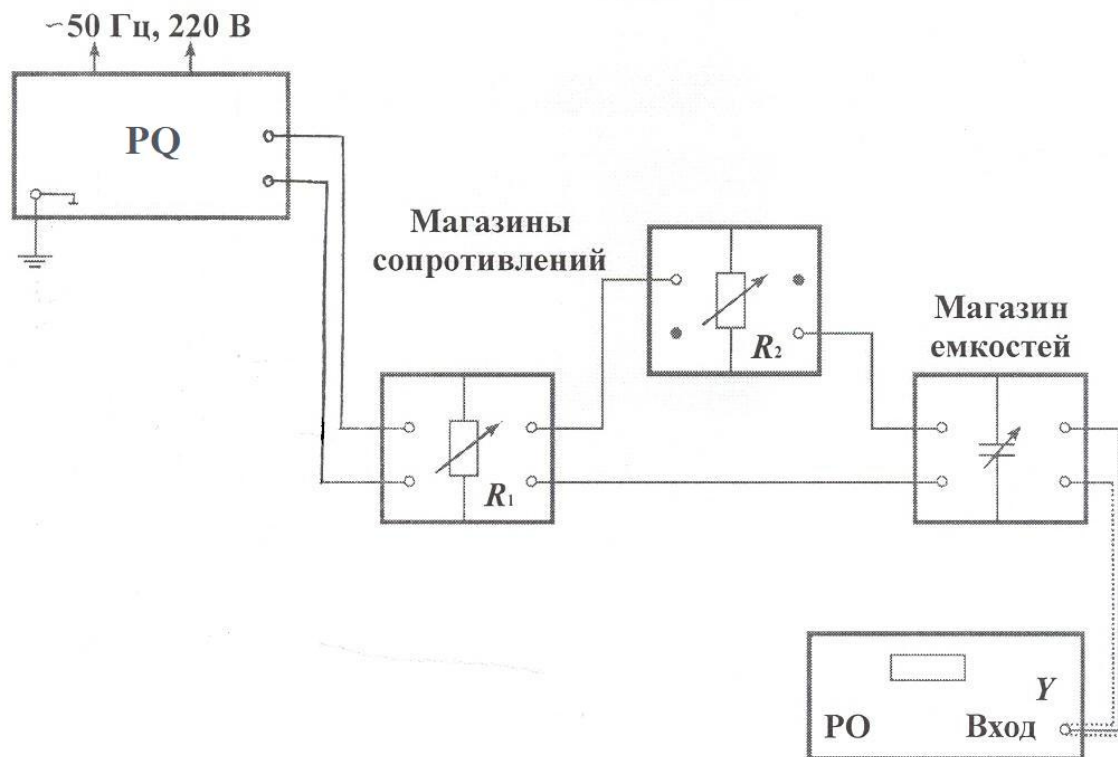 ~50 Гц, 220 В
PQ
Магазины
сопротивлений
R2
Магазин
емкостей
R1
Y
PO Вход